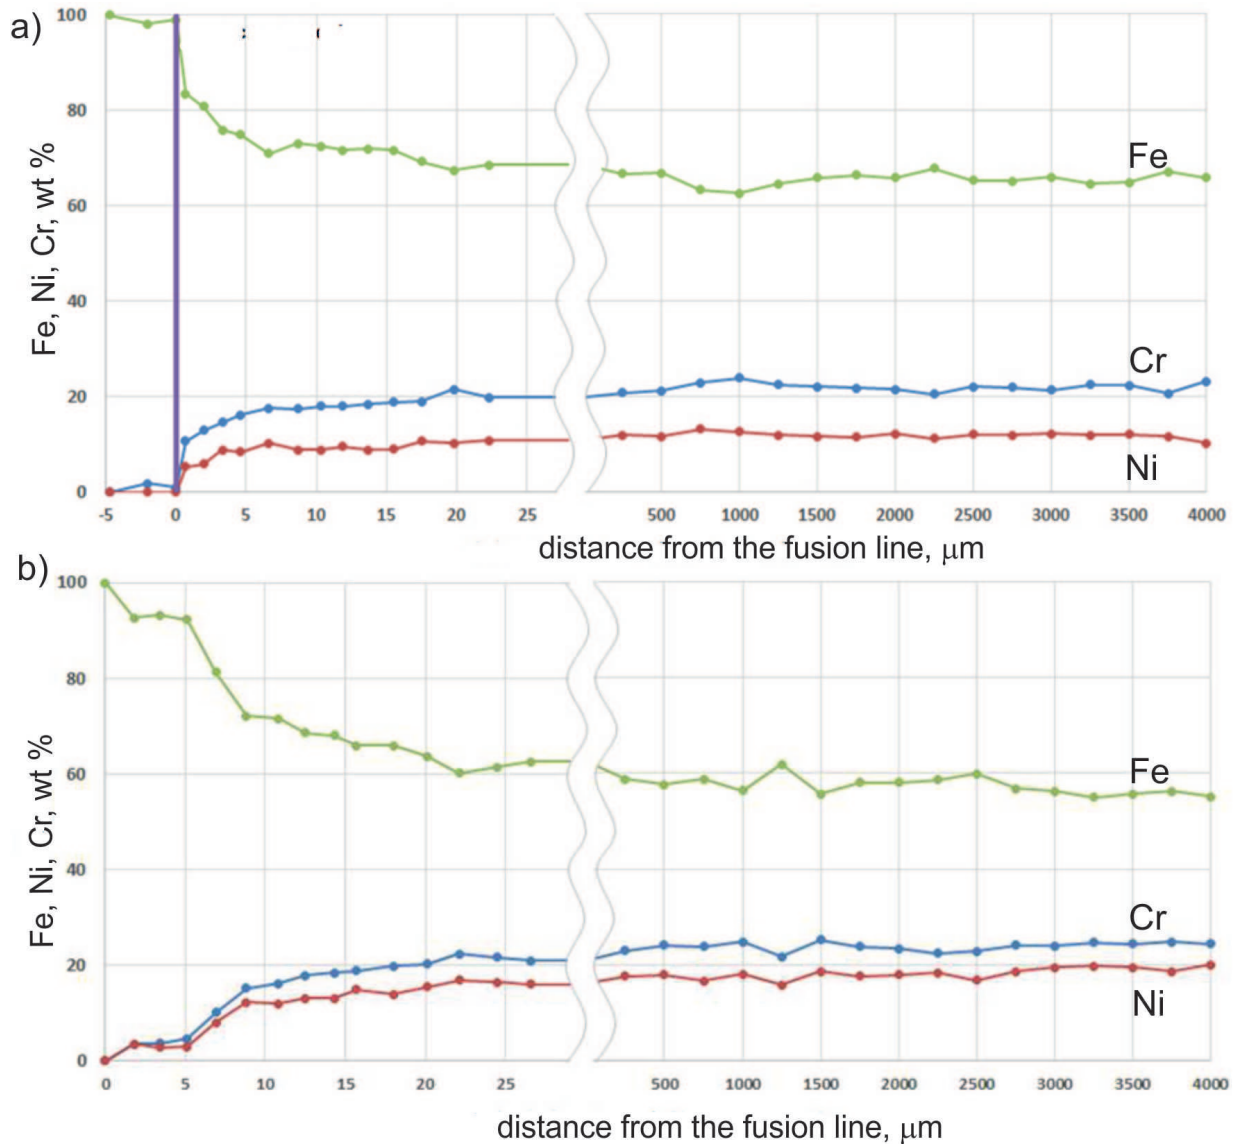 a)
Fe, Ni, Cr, wt %
100
80
60
40
20
0
Fe
Cr
Ni
-5 0 5 10 15 20 25 500 1000 1500 2000 2500 3000 3500 4000
distance from the fusion line, μm
b)
Fe, Ni, Cr, wt %
100
80
60
40
20
0
Fe
Cr
Ni
0 5 10 15 20 25 500 1000 1500 2000 2500 3000 3500 4000
distance from the fusion line, μm